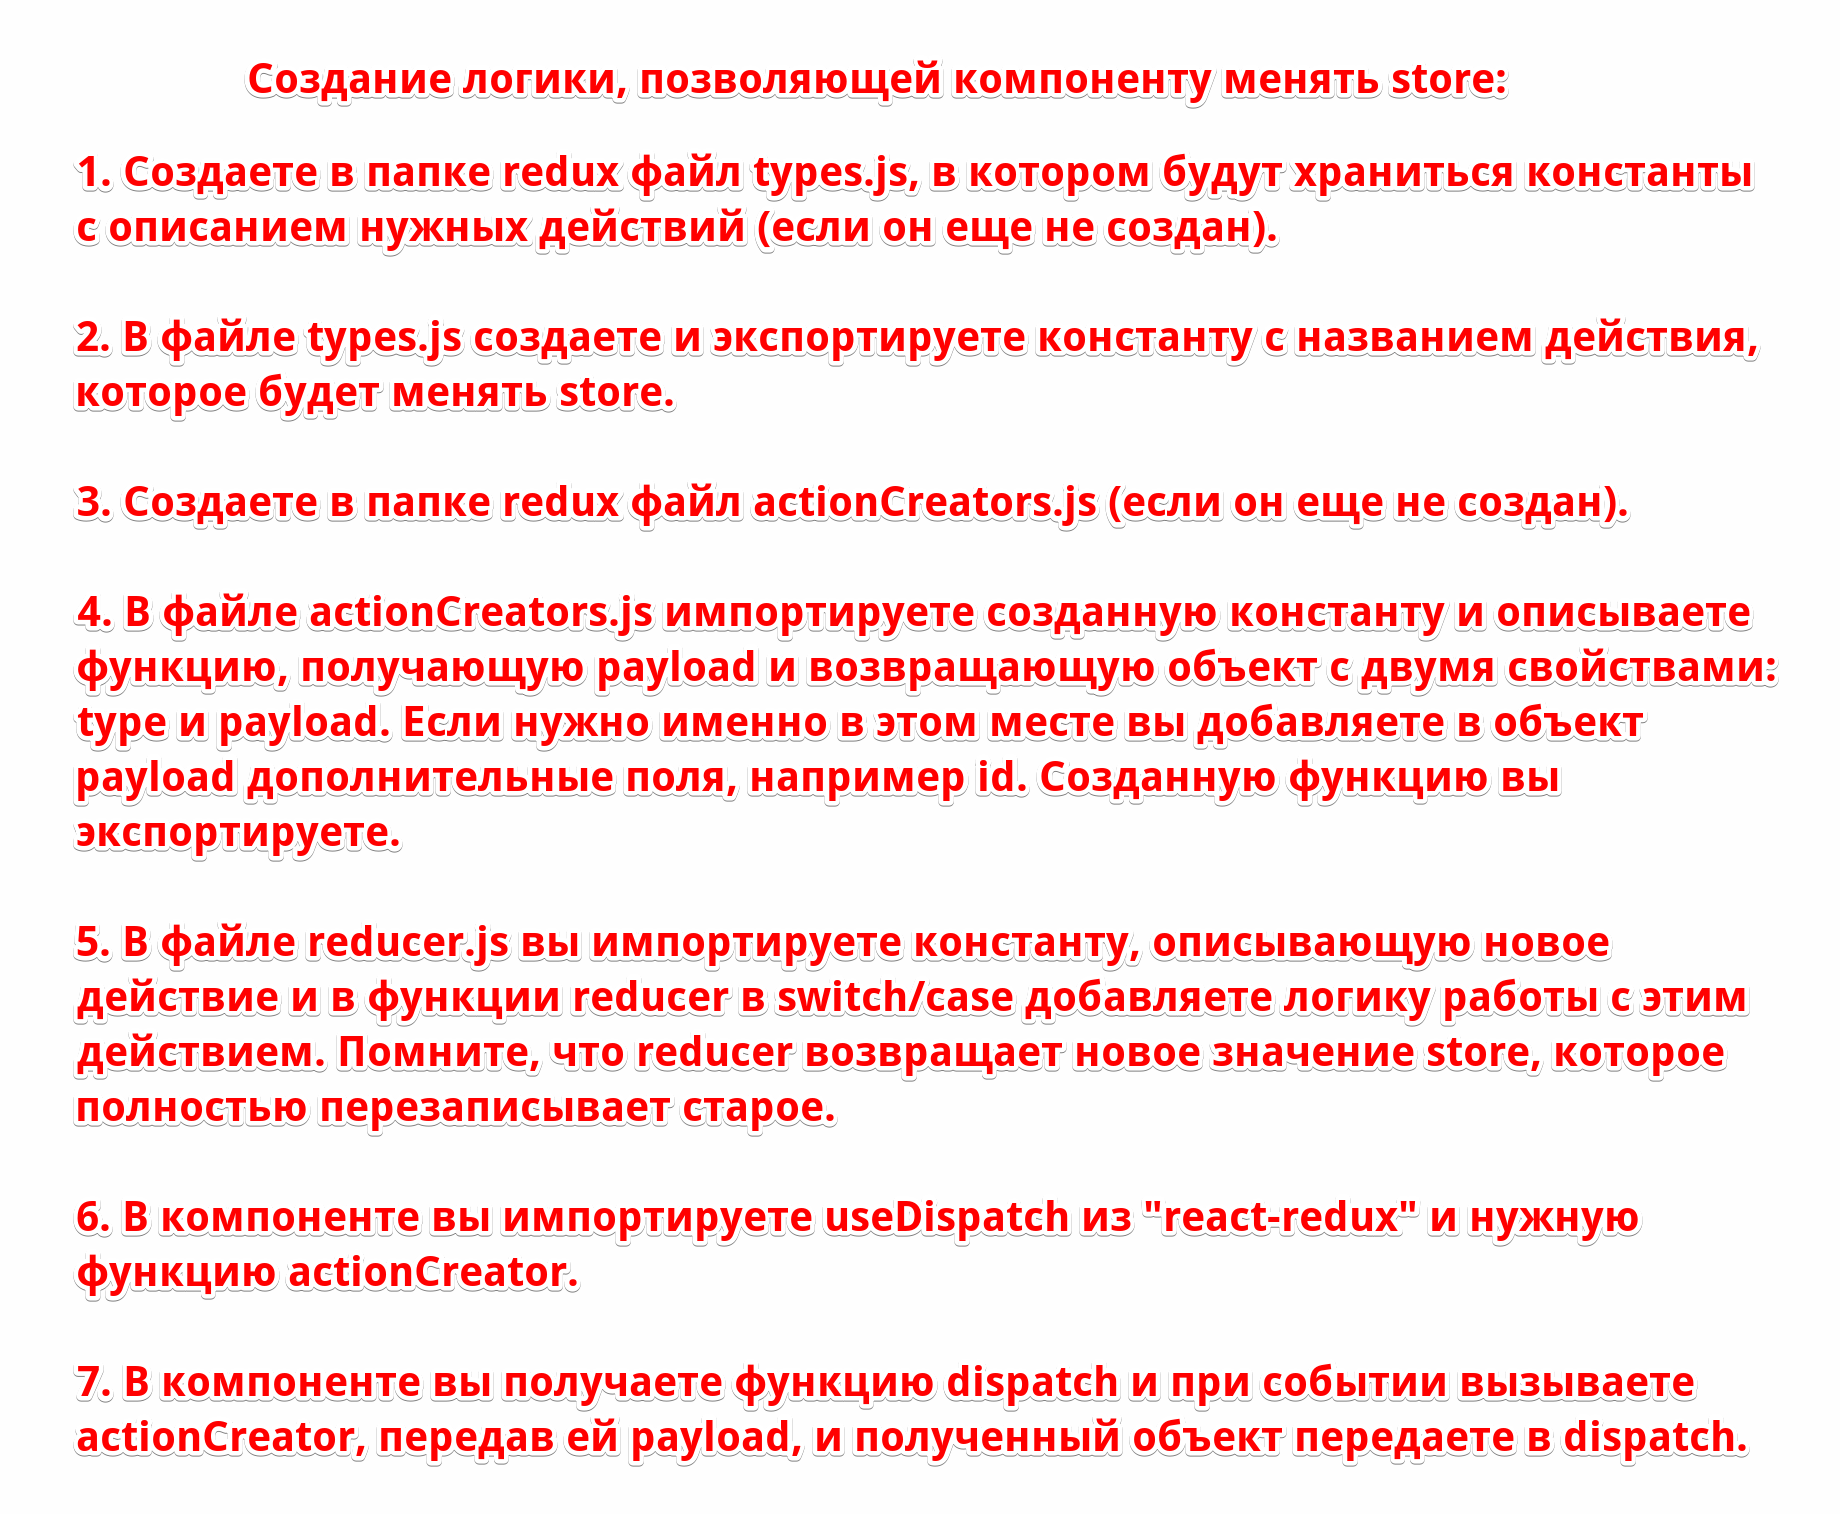 Создание логики, позволяющей компоненту менять store:
1. Создаете в папке redux файл types.js, в котором будут храниться константы
с описанием нужных действий (если он еще не создан).
2. В файле types.js создаете и экспортируете константу с названием действия,
которое будет менять store.
3. Создаете в папке redux файл actionCreators.js (если он еще не создан).
4. В файле actionCreators.js импортируете созданную константу и описываете
функцию, получающую payload и возвращающую объект с двумя свойствами:
type и payload. Если нужно именно в этом месте вы добавляете в объект
payload дополнительные поля, например id. Созданную функцию вы
экспортируете.
5. В файле reducer.js вы импортируете константу, описывающую новое
действие и в функции reducer в switch/case добавляете логику работы с этим
действием. Помните, что reducer возвращает новое значение store, которое
полностью перезаписывает старое.
6. В компоненте вы импортируете useDispatch из "react-redux" и нужную
функцию actionCreator.
7. В компоненте вы получаете функцию dispatch и при событии вызываете
actionCreator, передав ей payload, и полученный объект передаете в dispatch.